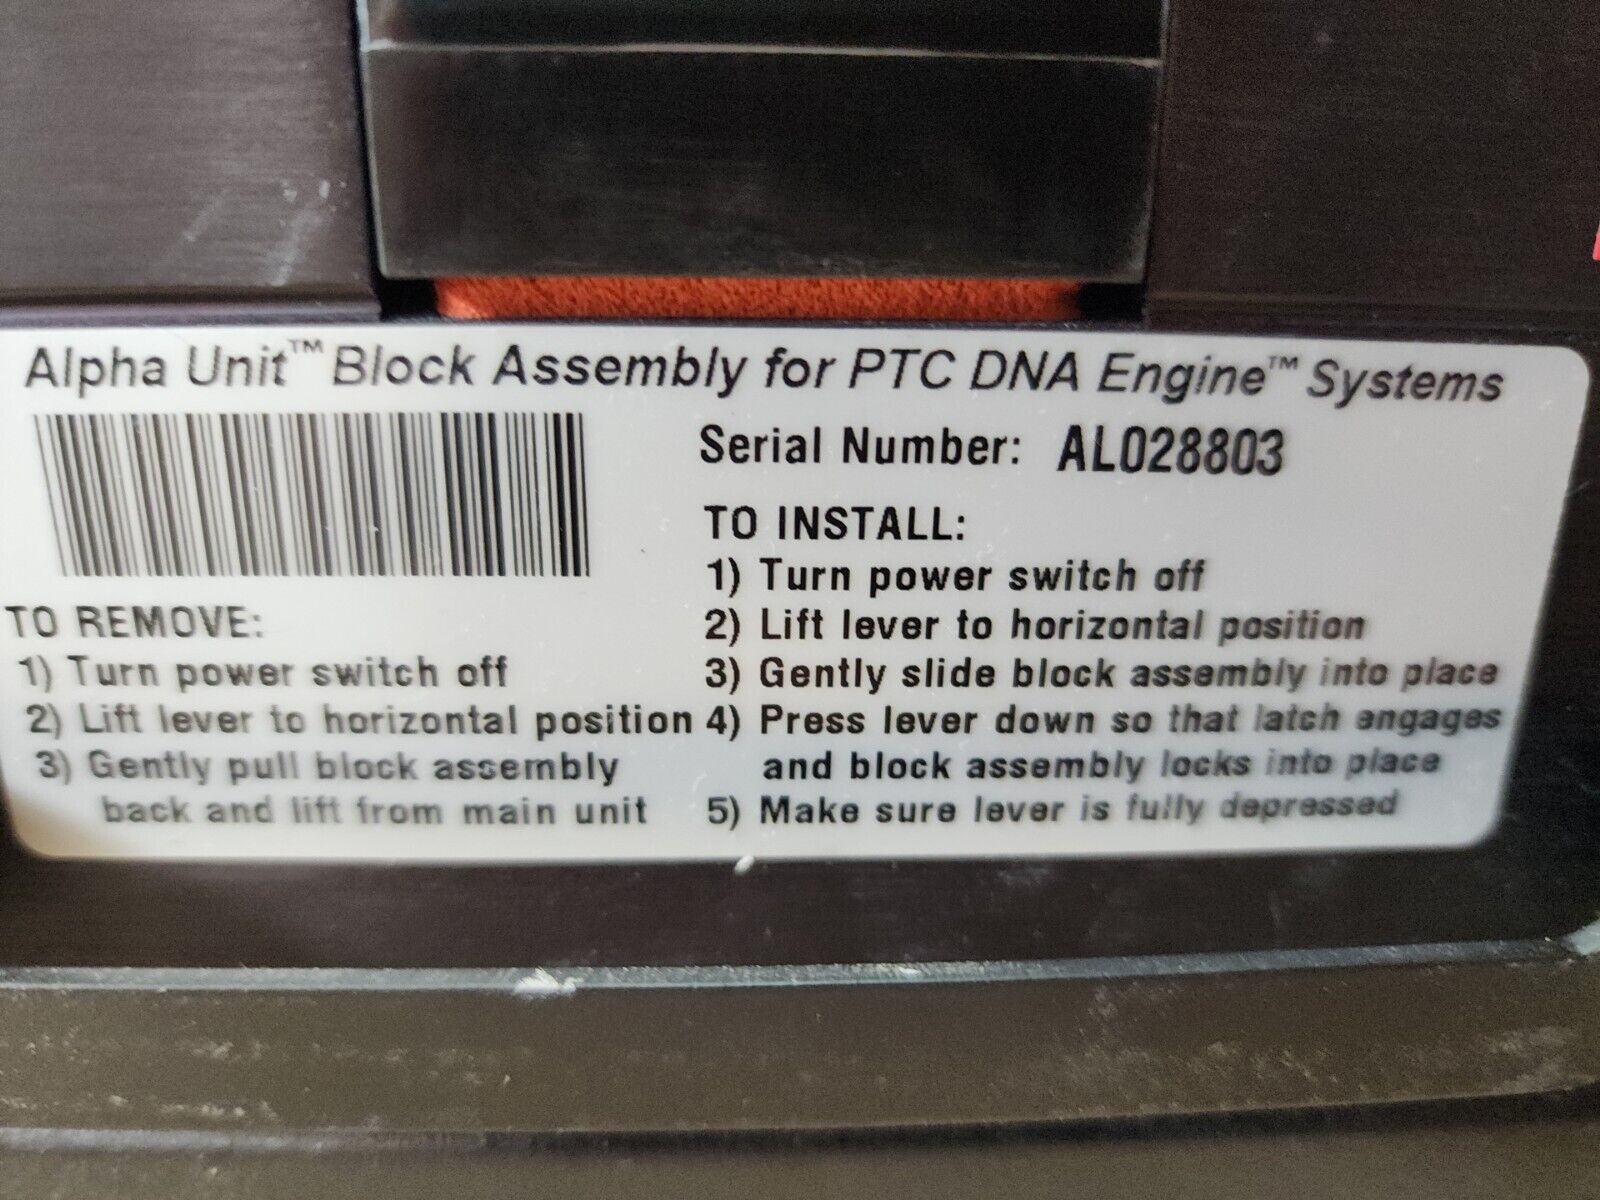 Alpha Unit™ Block Assembly for PTC DNA Engine™ Systems
Serial Number: AL028803
TO REMOVE:
1) Turn power switch off
2) Lift lever to horizontal position
3) Gently pull block assembly
back and lift from main unit
TO INSTALL:
1) Turn power switch off
2) Lift lever to horizontal position
3) Gently slide block assembly into place
4) Press lever down so that latch engages
and block assembly locks into place
5) Make sure lever is fully depressed